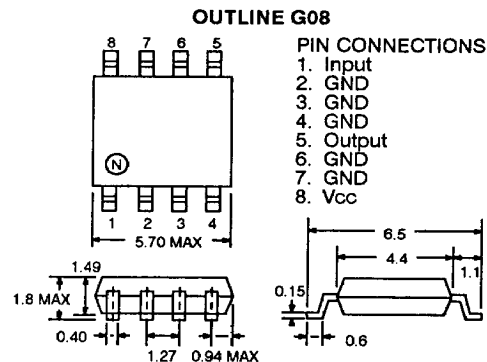 OUTLINE G08
8 7 6 5
PIN CONNECTIONS
1. Input
2. GND
3. GND
4. GND
5. Output
6. GND
7. GND
8. Vcc
N
1 2 3 4
5.70 MAX
6.5
4.4
1.1
1.49
1.8 MAX
0.15
0.40
1.27
0.94 MAX
0.6